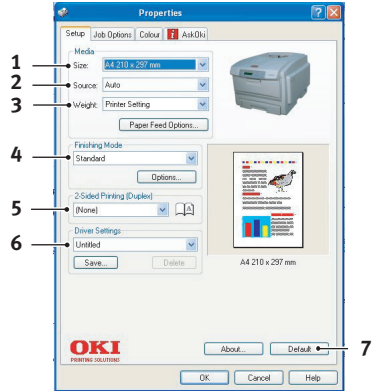 Properties
Setup Job Options Colour AskOki
Media
1 Size: A4 210 x 297 mm
2 Source: Auto
3 Weight: Printer Setting
Paper Feed Options...
Finishing Mode
4 Standard
Options...
2-Sided Printing (Duplex)
5 (None) A
Driver Settings
6 Untitled
Save... Delete
A4 210 x 297 mm
OKI
PRINTING SOLUTIONS
About... Default 7
OK Cancel Help